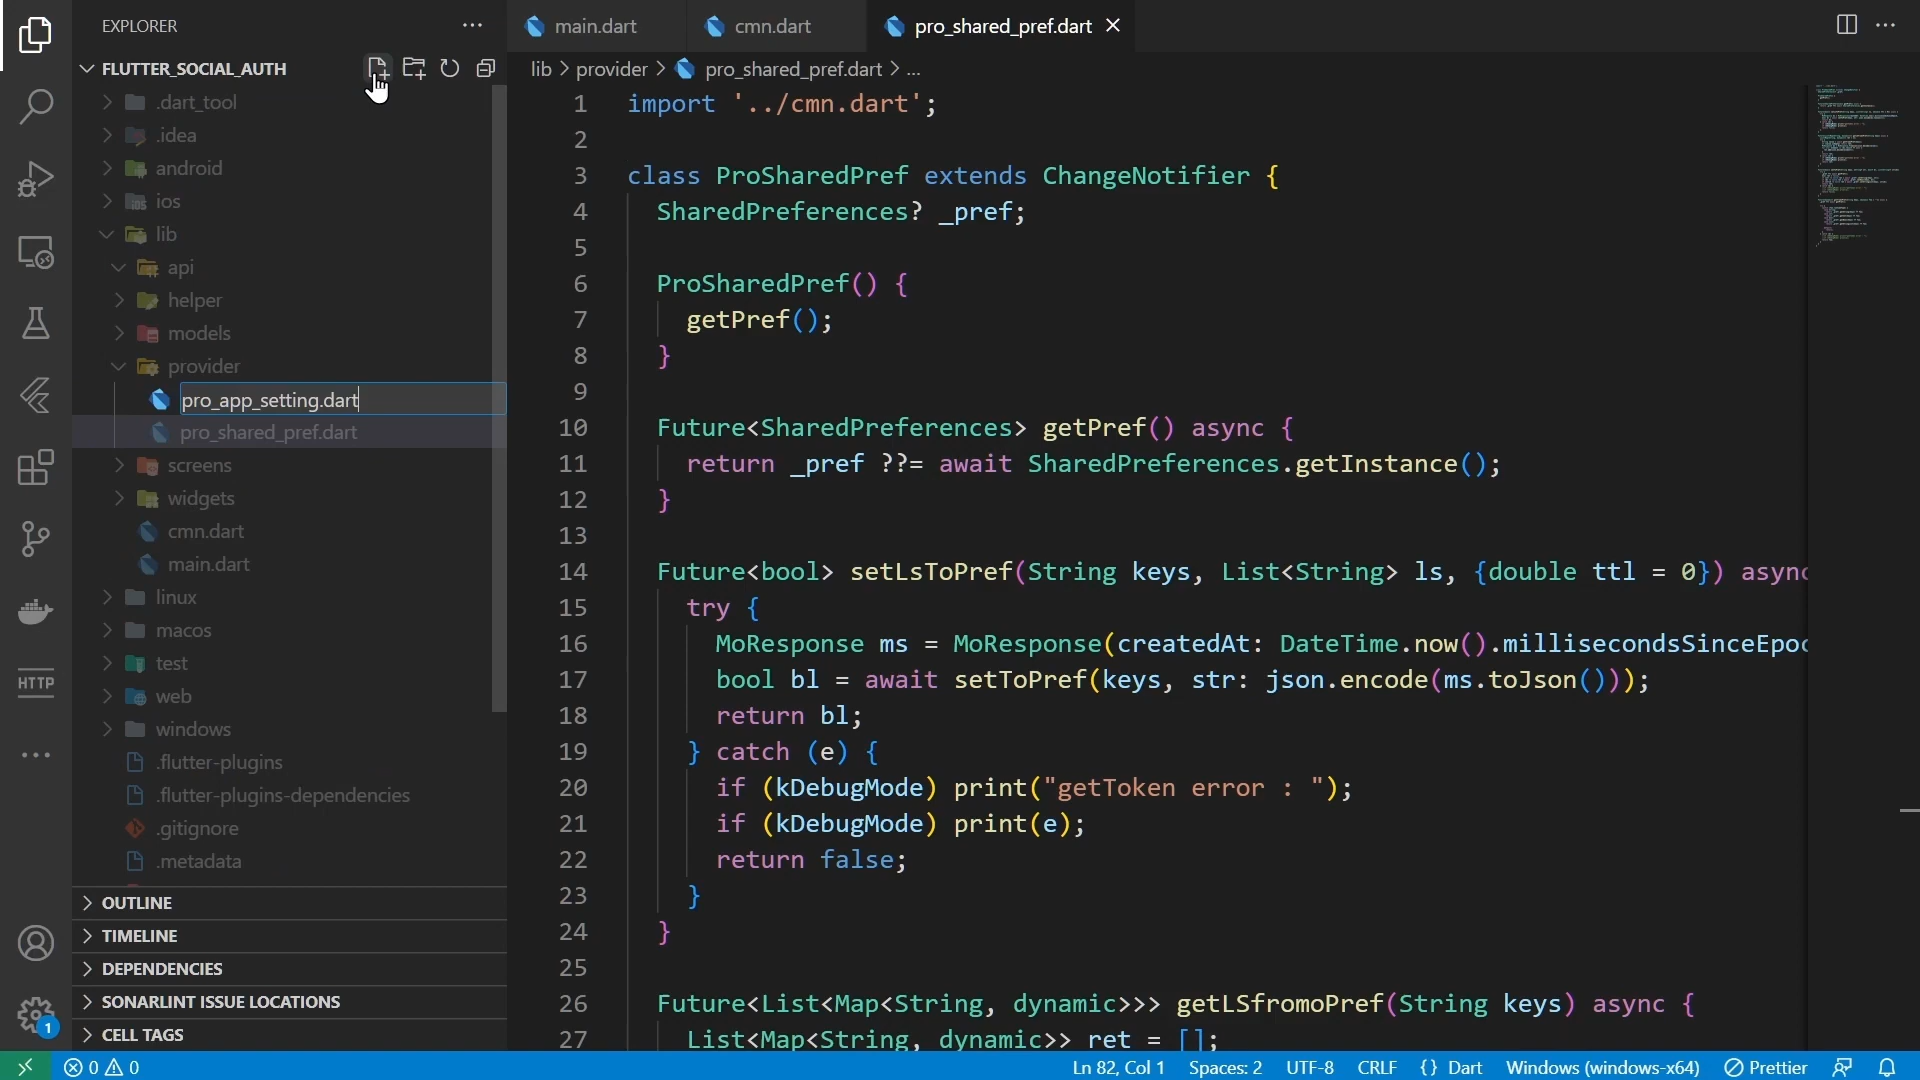 EXPLORER
FLUTTER_SOCIAL_AUTH
.dart_tool
.idea
android
ios
lib
api
helper
models
provider
pro_app_setting.dart
pro_shared_pref.dart
screens
widgets
cmn.dart
main.dart
linux
macos
test
web
windows
.flutter-plugins
.flutter-plugins-dependencies
.gitignore
.metadata
OUTLINE
TIMELINE
DEPENDENCIES
SONARLINT ISSUE LOCATIONS
CELL TAGS
HTTP
1
main.dart
cmn.dart
pro_shared_pref.dart
lib > provider > pro_shared_pref.dart > ...
1 import '../cmn.dart';
2
3 class ProSharedPref extends ChangeNotifier {
4 SharedPreferences? _pref;
5
6 ProSharedPref() {
7 getPref();
8 }
9
10 Future<SharedPreferences> getPref() async {
11 return _pref ??= await SharedPreferences.getInstance();
12 }
13
14 Future<bool> setLsToPref(String keys, List<String> ls, {double ttl = 0}) async
15 try {
16 MoResponse ms = MoResponse(createdAt: DateTime.now().millisecondsSinceEpoc
17 bool bl = await setToPref(keys, str: json.encode(ms.toJson()));
18 return bl;
19 } catch (e) {
20 if (kDebugMode) print("getToken error : ");
21 if (kDebugMode) print(e);
22 return false;
23 }
24 }
25
26 Future<List<Map<String, dynamic>>> getLSfromoPref(String keys) async {
27 List<Map<String, dynamic>> ret = [];
0 0
Ln 82, Col 1
Spaces: 2
UTF-8
CRLF
{} Dart
Windows (windows-x64)
Prettier